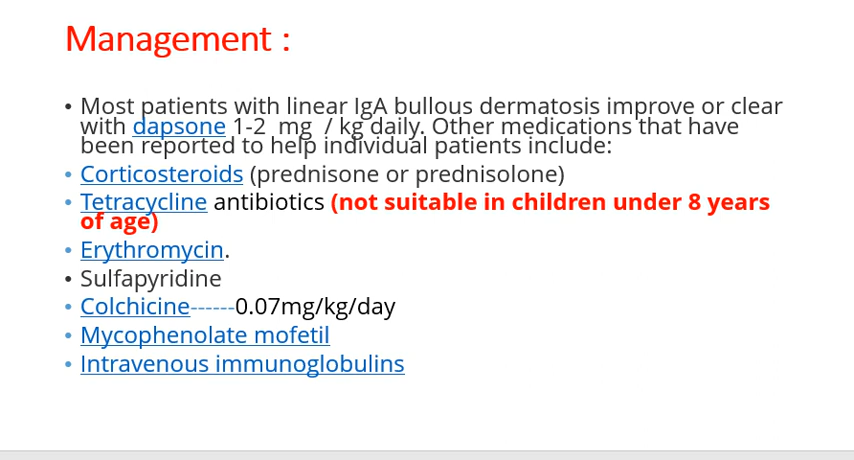 Management :
• Most patients with linear IgA bullous dermatosis improve or clear
with dapsone 1-2  mg  / kg daily. Other medications that have
been reported to help individual patients include:
• Corticosteroids (prednisone or prednisolone)
• Tetracycline antibiotics (not suitable in children under 8 years
of age)
• Erythromycin.
• Sulfapyridine
• Colchicine------0.07mg/kg/day
• Mycophenolate mofetil
• Intravenous immunoglobulins